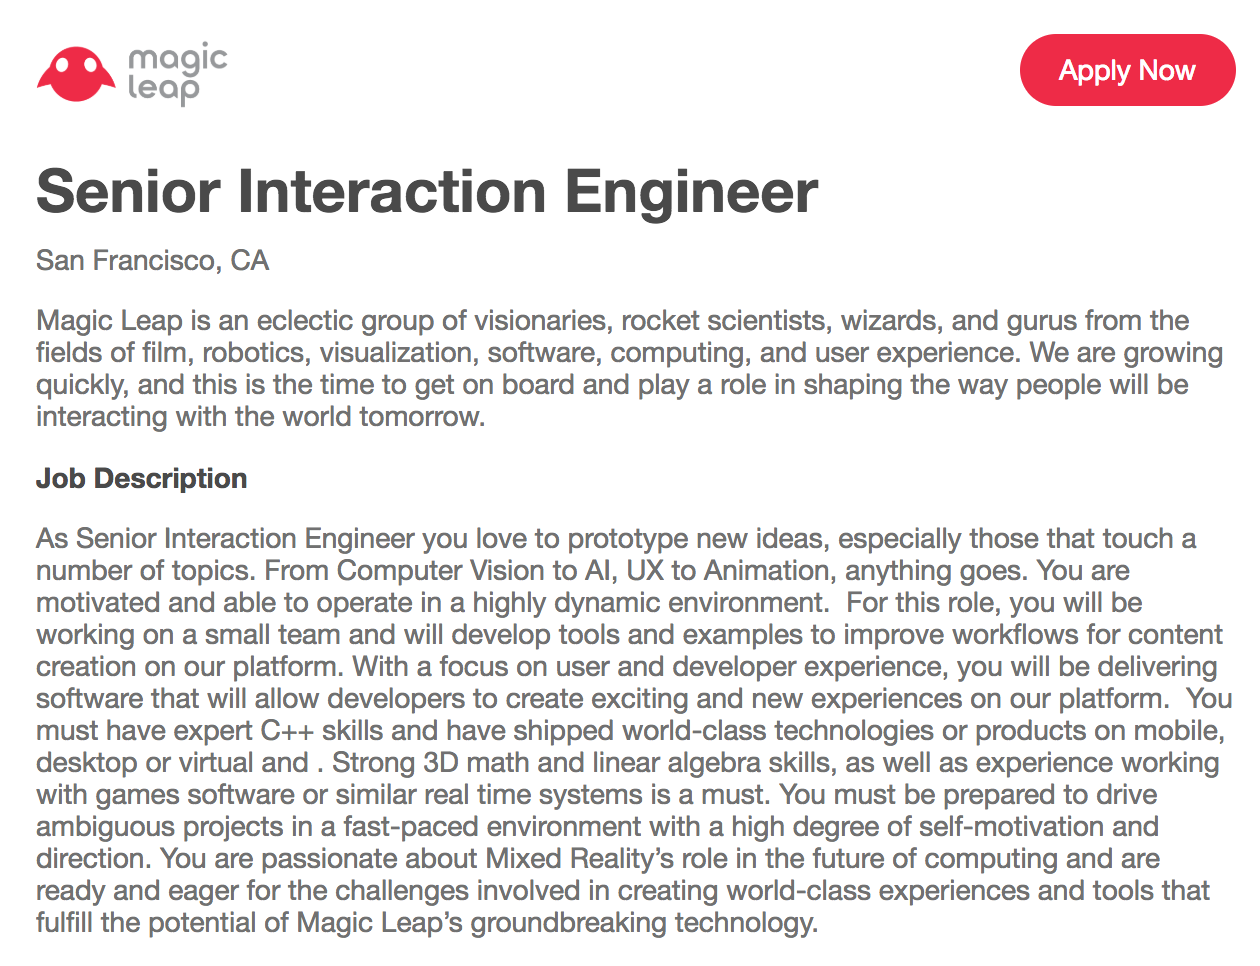 magic
leap
Apply Now
Senior Interaction Engineer
San Francisco, CA
Magic Leap is an eclectic group of visionaries, rocket scientists, wizards, and gurus from the
fields of film, robotics, visualization, software, computing, and user experience. We are growing
quickly, and this is the time to get on board and play a role in shaping the way people will be
interacting with the world tomorrow.
Job Description
As Senior Interaction Engineer you love to prototype new ideas, especially those that touch a
number of topics. From Computer Vision to AI, UX to Animation, anything goes. You are
motivated and able to operate in a highly dynamic environment.  For this role, you will be
working on a small team and will develop tools and examples to improve workflows for content
creation on our platform. With a focus on user and developer experience, you will be delivering
software that will allow developers to create exciting and new experiences on our platform.  You
must have expert C++ skills and have shipped world-class technologies or products on mobile,
desktop or virtual and . Strong 3D math and linear algebra skills, as well as experience working
with games software or similar real time systems is a must. You must be prepared to drive
ambiguous projects in a fast-paced environment with a high degree of self-motivation and
direction. You are passionate about Mixed Reality’s role in the future of computing and are
ready and eager for the challenges involved in creating world-class experiences and tools that
fulfill the potential of Magic Leap’s groundbreaking technology.